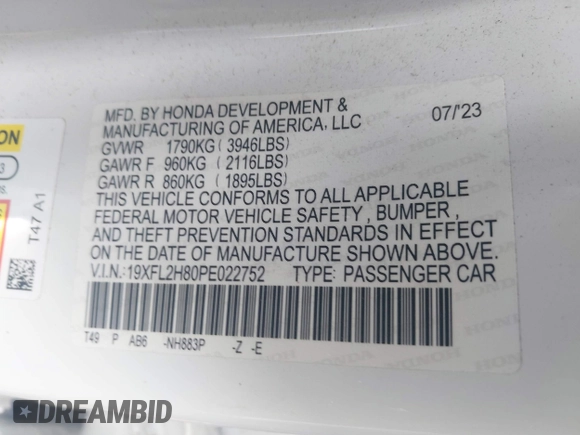 MFD. BY HONDA DEVELOPMENT &
MANUFACTURING OF AMERICA, LLC 07/'23
GVWR 1790KG ( 3946LBS)
GAWR F 960KG ( 2116LBS)
GAWR R 860KG ( 1895LBS)
THIS VEHICLE CONFORMS TO ALL APPLICABLE
FEDERAL MOTOR VEHICLE SAFETY , BUMPER ,
AND THEFT PREVENTION STANDARDS IN EFFECT
ON THE DATE OF MANUFACTURE SHOWN ABOVE.
V.I.N.:19XFL2H80PE022752 TYPE: PASSENGER CAR
T49 P AB6 -NH883P -Z -E
T47 A1
HONDA
DREAMBID